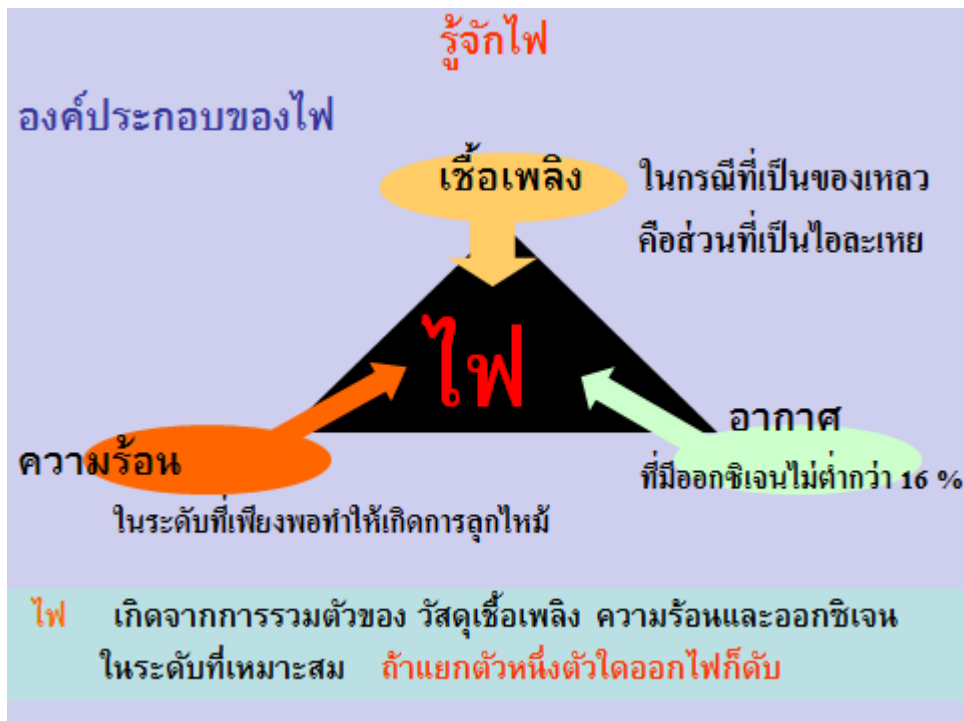 รู้จักไฟ
องค์ประกอบของไฟ
เชื้อเพลิง
ในกรณีที่เป็นของเหลว
คือส่วนที่เป็นไอละเหย
ไฟ
ความร้อน
ในระดับที่เพียงพอทำให้เกิดการลุกไหม้
อากาศ
ที่มีออกซิเจนไม่ต่ำกว่า 16 %
ไฟ เกิดจากการรวมตัวของ วัสดุเชื้อเพลิง ความร้อนและออกซิเจน
ในระดับที่เหมาะสม ถ้าแยกตัวหนึ่งตัวใดออกไฟก็ดับ